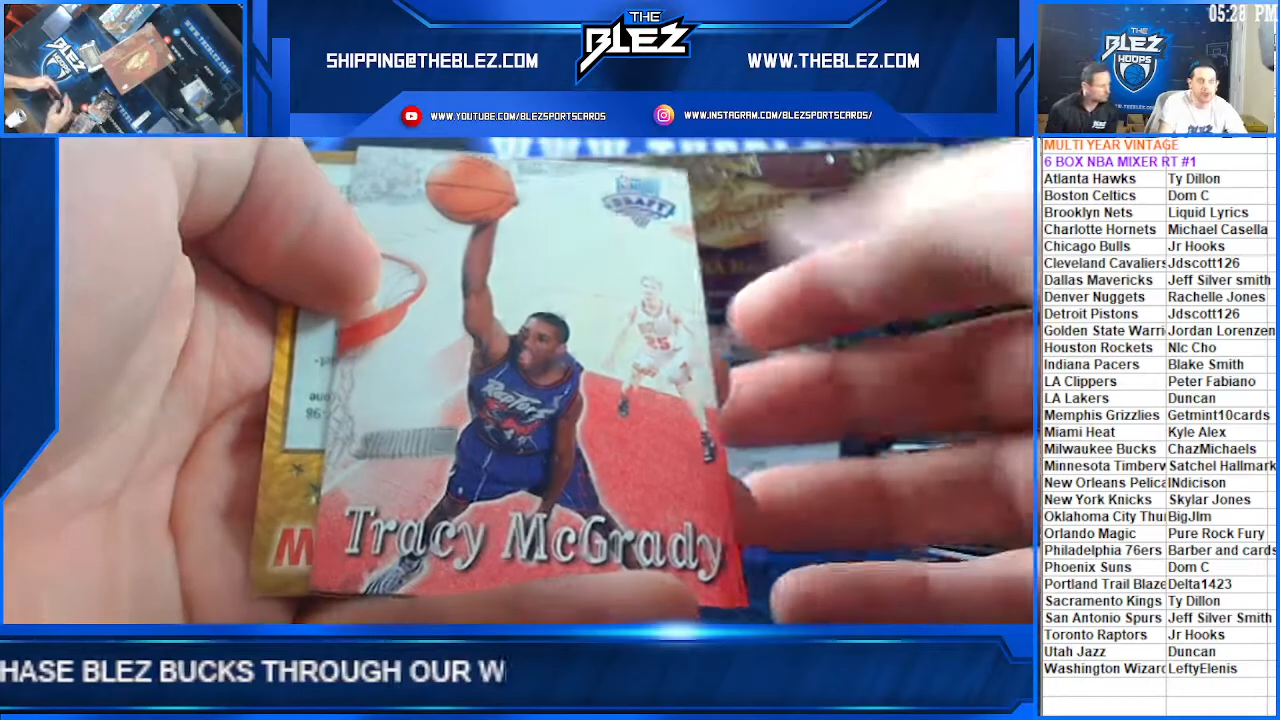 THE
BLEZ
SHIPPING@THEBLEZ.COM
WWW.THEBLEZ.COM
WWW.YOUTUBE.COM/BLEZSPORTSCARDS
WWW.INSTAGRAM.COM/BLEZSPORTSCARDS/
05:28 PM
THE
BLEZ
HOOPS
MULTI YEAR VINTAGE
6 BOX NBA MIXER RT #1
Atlanta Hawks Ty Dillon
Boston Celtics Dom C
Brooklyn Nets Liquid Lyrics
Charlotte Hornets Michael Casella
Chicago Bulls Jr Hooks
Cleveland Cavaliers Jdscott126
Dallas Mavericks Jeff Silver smith
Denver Nuggets Rachelle Jones
Detroit Pistons Jdscott126
Golden State Warri Jordan Lorenzen
Houston Rockets NIc Cho
Indiana Pacers Blake Smith
LA Clippers Peter Fabiano
LA Lakers Duncan
Memphis Grizzlies Getmint10cards
Miami Heat Kyle Alex
Milwaukee Bucks ChazMichaels
Minnesota Timberw Satchel Hallmark
New Orleans Pelica INdicison
New York Knicks Skylar Jones
Oklahoma City Thu BigJIm
Orlando Magic Pure Rock Fury
Philadelphia 76ers Barber and cards
Phoenix Suns Dom C
Portland Trail Blaze Delta1423
Sacramento Kings Ty Dillon
San Antonio Spurs Jeff Silver Smith
Toronto Raptors Jr Hooks
Utah Jazz Duncan
Washington Wizard LeftyElenis
DRAFT
25
Raptors
Tracy McGrady
M
HASE BLEZ BUCKS THROUGH OUR W